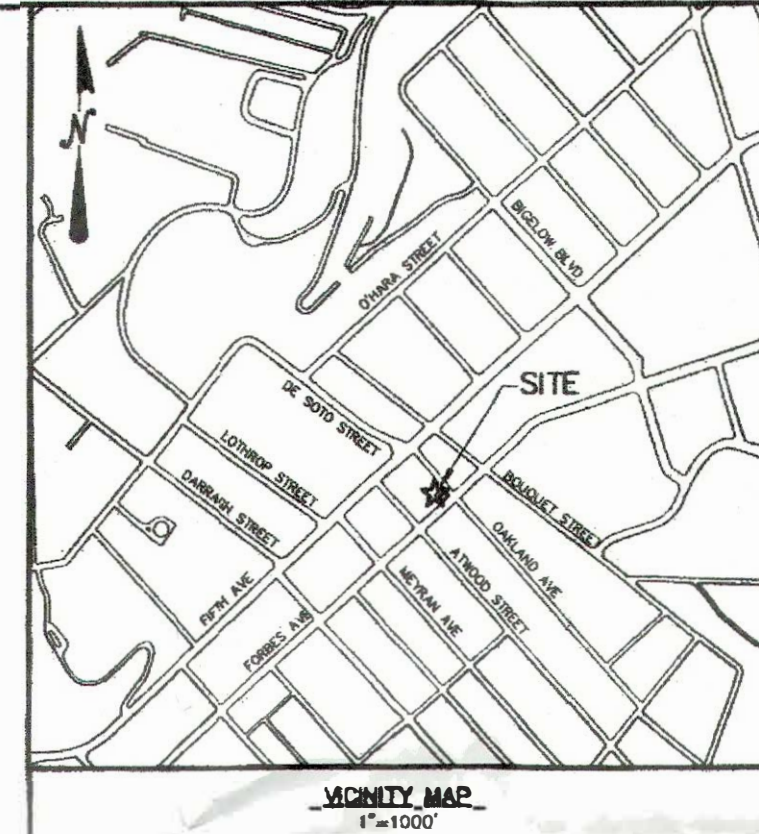 N
BIGELOW BLVD
O'HARA STREET
SITE
DE SOTO STREET
LOTHROP STREET
DARRAGH STREET
BOUQUET STREET
OAKLAND AVE
ATWOOD STREET
MEYRAN AVE
FIFTH AVE
FORBES AVE
VICINITY MAP
1"=1000'